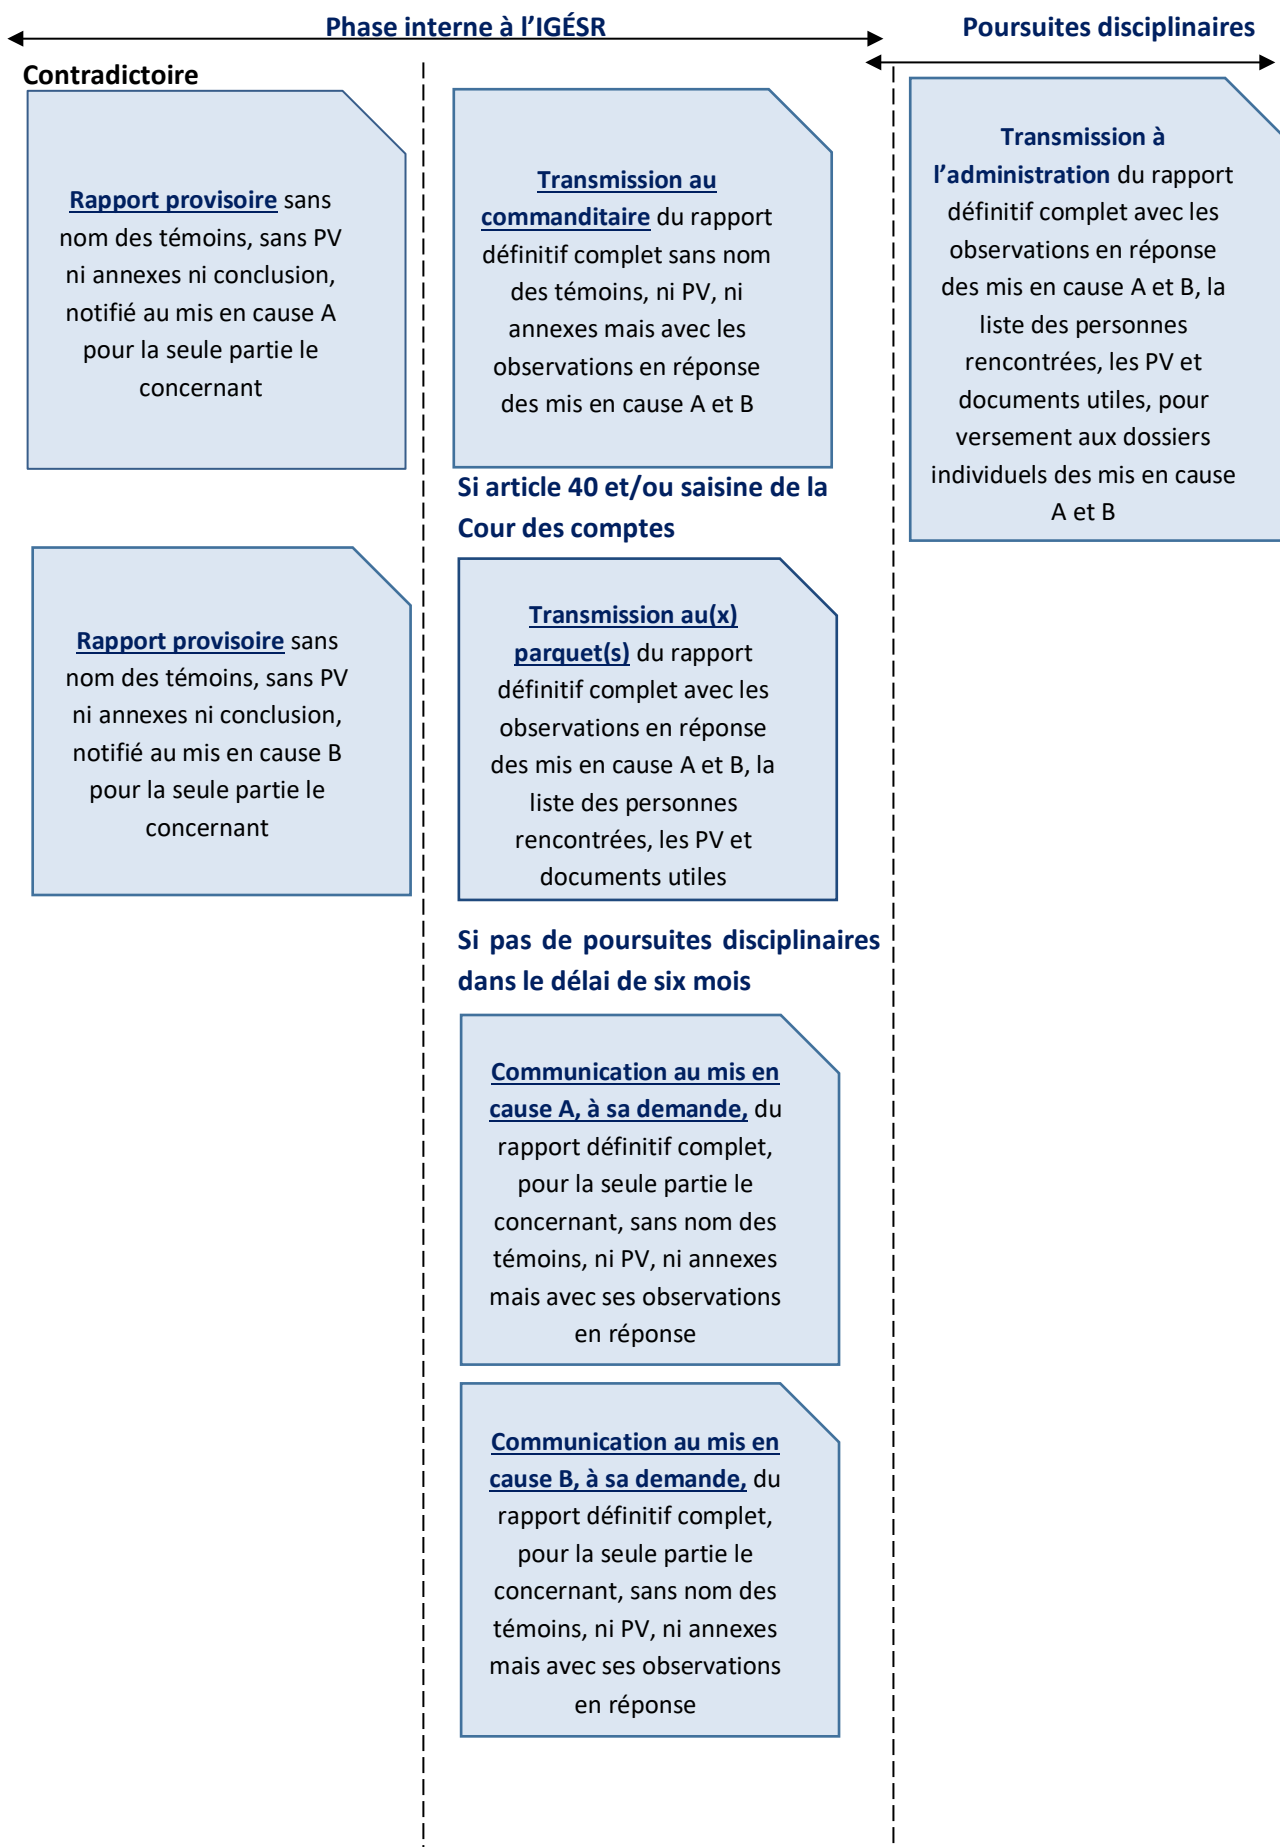 Phase interne à l’IGÉSR
Poursuites disciplinaires
Contradictoire
Rapport provisoire sans
nom des témoins, sans PV
ni annexes ni conclusion,
notifié au mis en cause A
pour la seule partie le
concernant
Rapport provisoire sans
nom des témoins, sans PV
ni annexes ni conclusion,
notifié au mis en cause B
pour la seule partie le
concernant
Transmission au
commanditaire du rapport
définitif complet sans nom
des témoins, ni PV, ni
annexes mais avec les
observations en réponse
des mis en cause A et B
Si article 40 et/ou saisine de la
Cour des comptes
Transmission au(x)
parquet(s) du rapport
définitif complet avec les
observations en réponse
des mis en cause A et B, la
liste des personnes
rencontrées, les PV et
documents utiles
Si pas de poursuites disciplinaires
dans le délai de six mois
Communication au mis en
cause A, à sa demande, du
rapport définitif complet,
pour la seule partie le
concernant, sans nom des
témoins, ni PV, ni annexes
mais avec ses observations
en réponse
Communication au mis en
cause B, à sa demande, du
rapport définitif complet,
pour la seule partie le
concernant, sans nom des
témoins, ni PV, ni annexes
mais avec ses observations
en réponse
Transmission à
l’administration du rapport
définitif complet avec les
observations en réponse
des mis en cause A et B, la
liste des personnes
rencontrées, les PV et
documents utiles, pour
versement aux dossiers
individuels des mis en cause
A et B